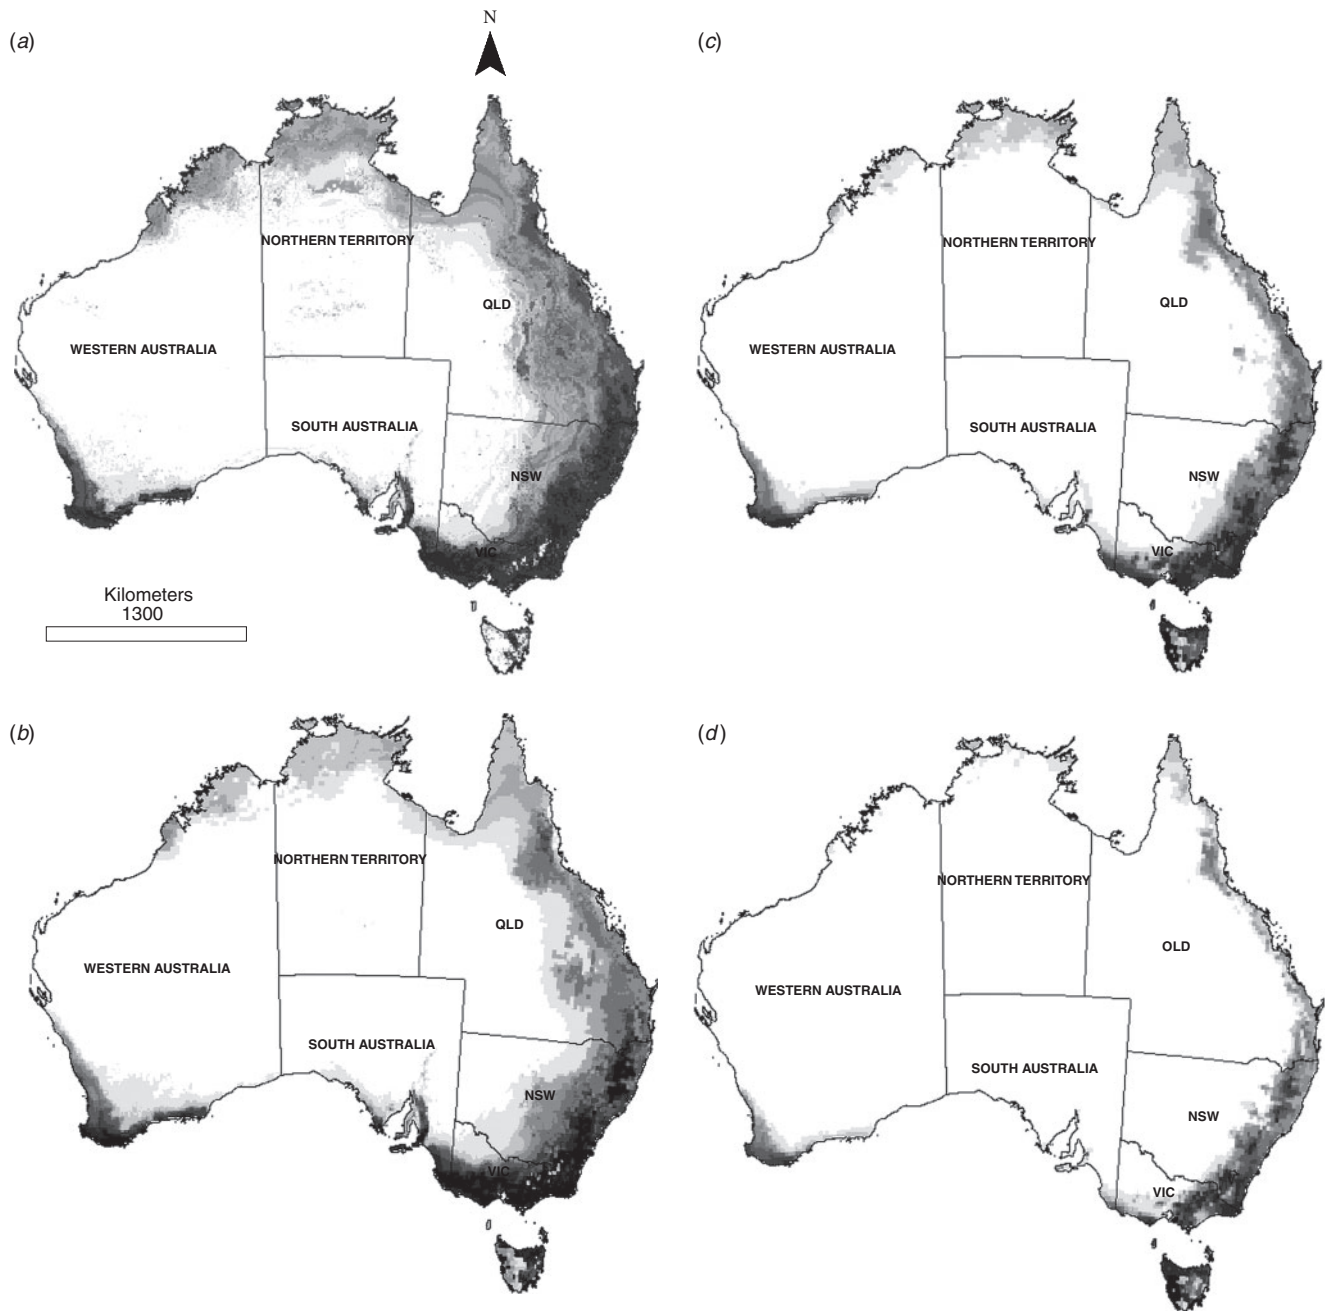 (a)
N
NORTHERN TERRITORY
QLD
WESTERN AUSTRALIA
SOUTH AUSTRALIA
NSW
VIC
Kilometers
1300
(c)
NORTHERN TERRITORY
QLD
WESTERN AUSTRALIA
SOUTH AUSTRALIA
NSW
VIC
(b)
NORTHERN TERRITORY
QLD
WESTERN AUSTRALIA
SOUTH AUSTRALIA
NSW
VIC
(d)
NORTHERN TERRITORY
OLD
WESTERN AUSTRALIA
SOUTH AUSTRALIA
NSW
VIC